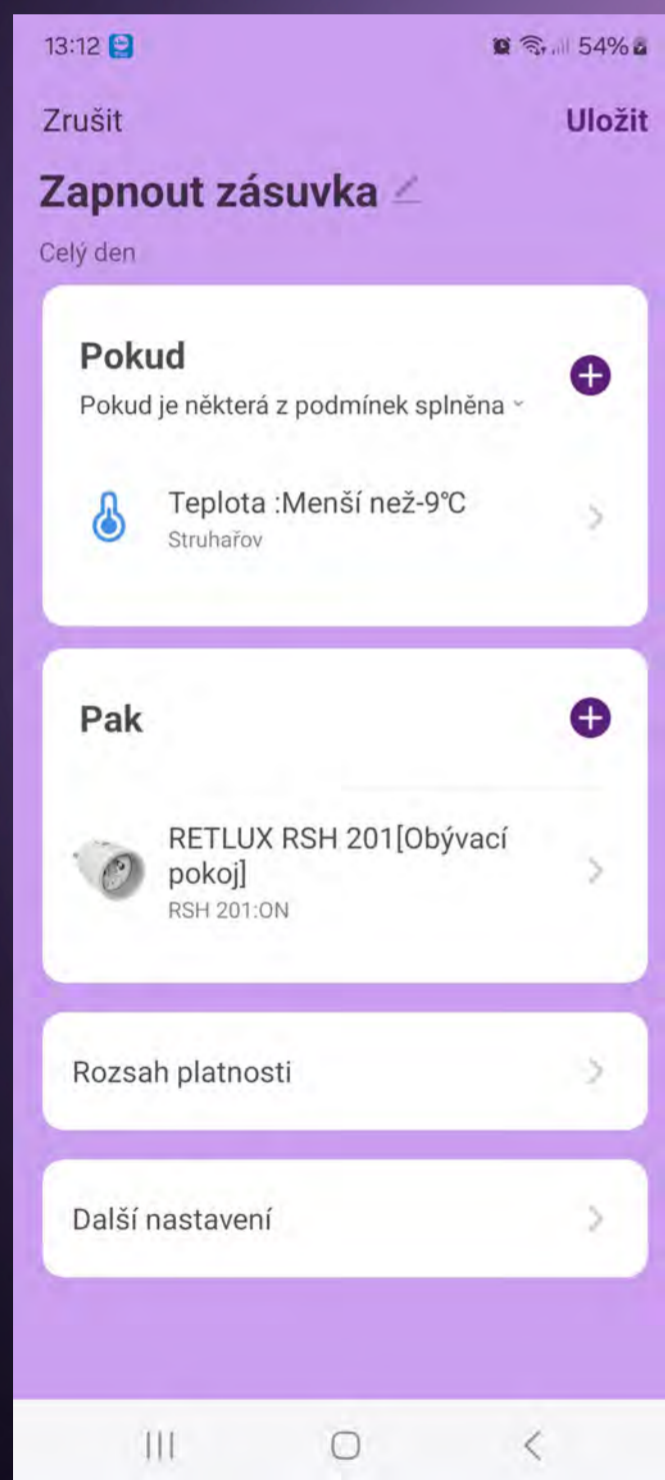 13:12
54%
Zrušit
Uložit
Zapnout zásuvka
Celý den
Pokud
Pokud je některá z podmínek splněna
Teplota :Menší než-9℃
Struhařov
Pak
RETLUX RSH 201[Obývací
pokoj]
RSH 201:ON
Rozsah platnosti
Další nastavení